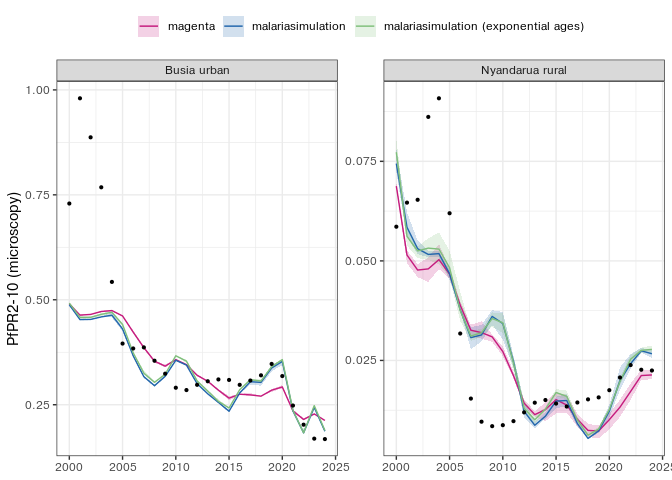 magenta malariasimulation malariasimulation (exponential ages)
Busia urban Nyandarua rural
PfPR2-10 (microscopy)
1.00
0.75
0.50
0.25
0.075
0.050
0.025
2000 2005 2010 2015 2020 2025
2000 2005 2010 2015 2020 202